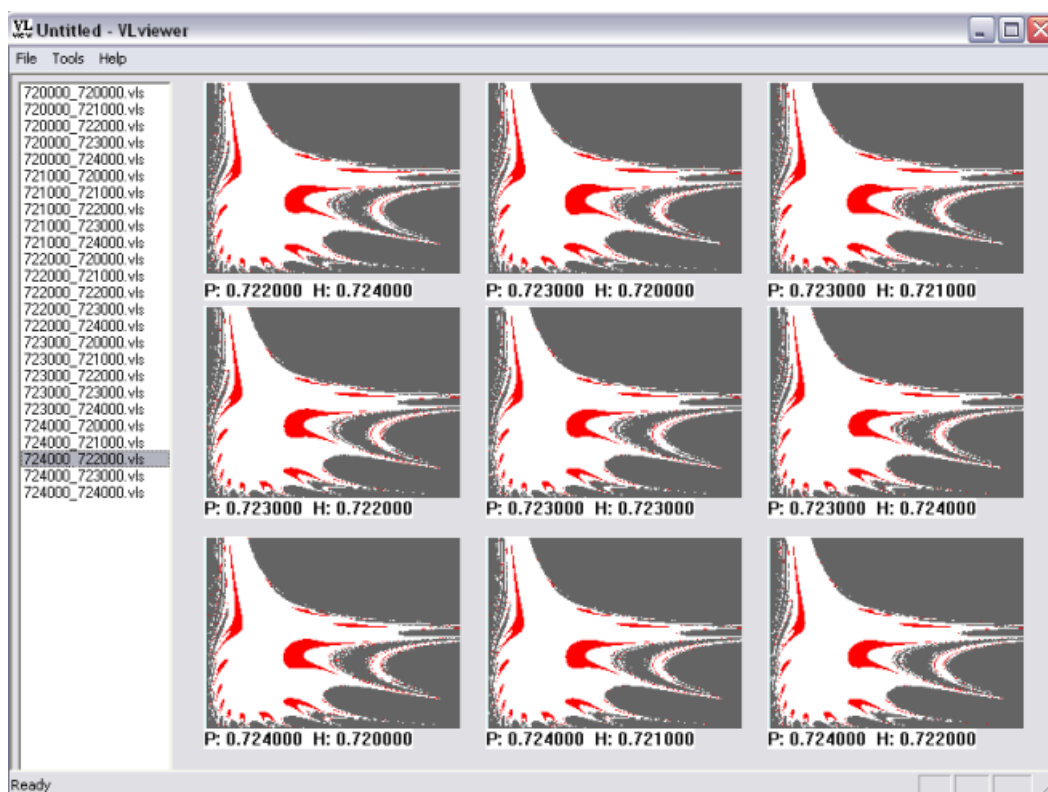 VL view Untitled - VLviewer
File Tools Help
720000_720000.vls
720000_721000.vls
720000_722000.vls
720000_723000.vls
720000_724000.vls
721000_720000.vls
721000_721000.vls
721000_722000.vls
721000_723000.vls
721000_724000.vls
722000_720000.vls
722000_721000.vls
722000_722000.vls
722000_723000.vls
722000_724000.vls
723000_720000.vls
723000_721000.vls
723000_722000.vls
723000_723000.vls
723000_724000.vls
724000_720000.vls
724000_721000.vls
724000_722000.vls
724000_723000.vls
724000_724000.vls
P: 0.722000 H: 0.724000
P: 0.723000 H: 0.720000
P: 0.723000 H: 0.721000
P: 0.723000 H: 0.722000
P: 0.723000 H: 0.723000
P: 0.723000 H: 0.724000
P: 0.724000 H: 0.720000
P: 0.724000 H: 0.721000
P: 0.724000 H: 0.722000
Ready